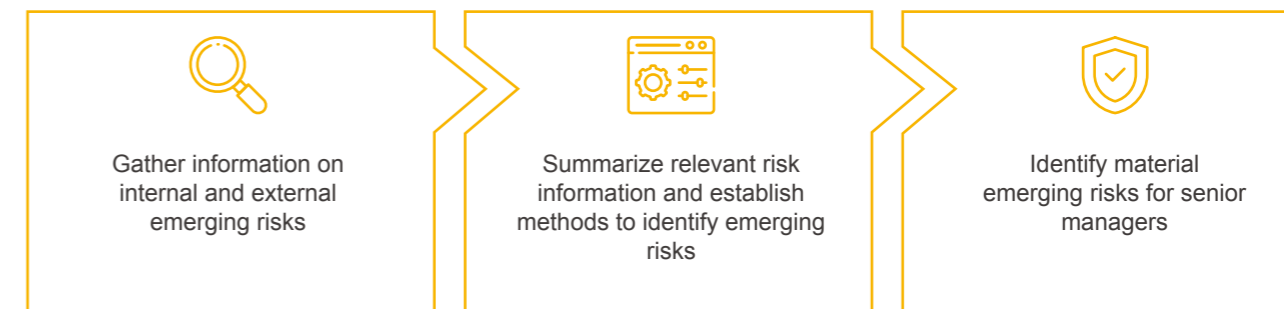 Gather information on
internal and external
emerging risks
Summarize relevant risk
information and establish
methods to identify emerging
risks
Identify material
emerging risks for senior
managers